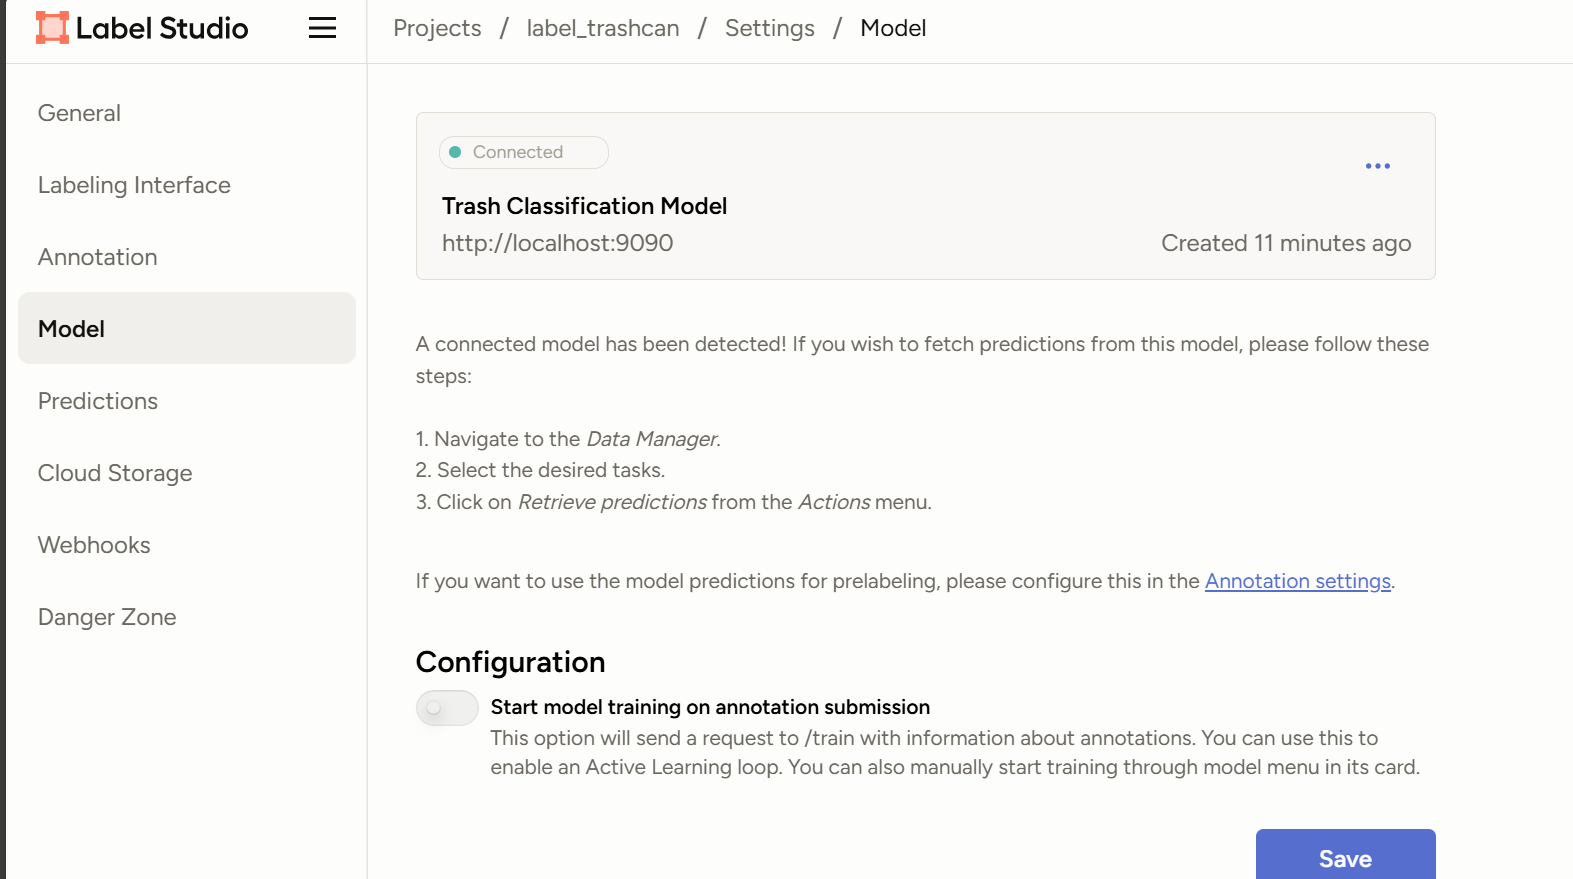 Label Studio
Projects / label_trashcan / Settings / Model
General
Labeling Interface
Annotation
Model
Predictions
Cloud Storage
Webhooks
Danger Zone
Connected
Trash Classification Model
http://localhost:9090
Created 11 minutes ago
A connected model has been detected! If you wish to fetch predictions from this model, please follow these
steps:
1. Navigate to the Data Manager.
2. Select the desired tasks.
3. Click on Retrieve predictions from the Actions menu.
If you want to use the model predictions for prelabeling, please configure this in the Annotation settings.
Configuration
Start model training on annotation submission
This option will send a request to /train with information about annotations. You can use this to
enable an Active Learning loop. You can also manually start training through model menu in its card.
Save